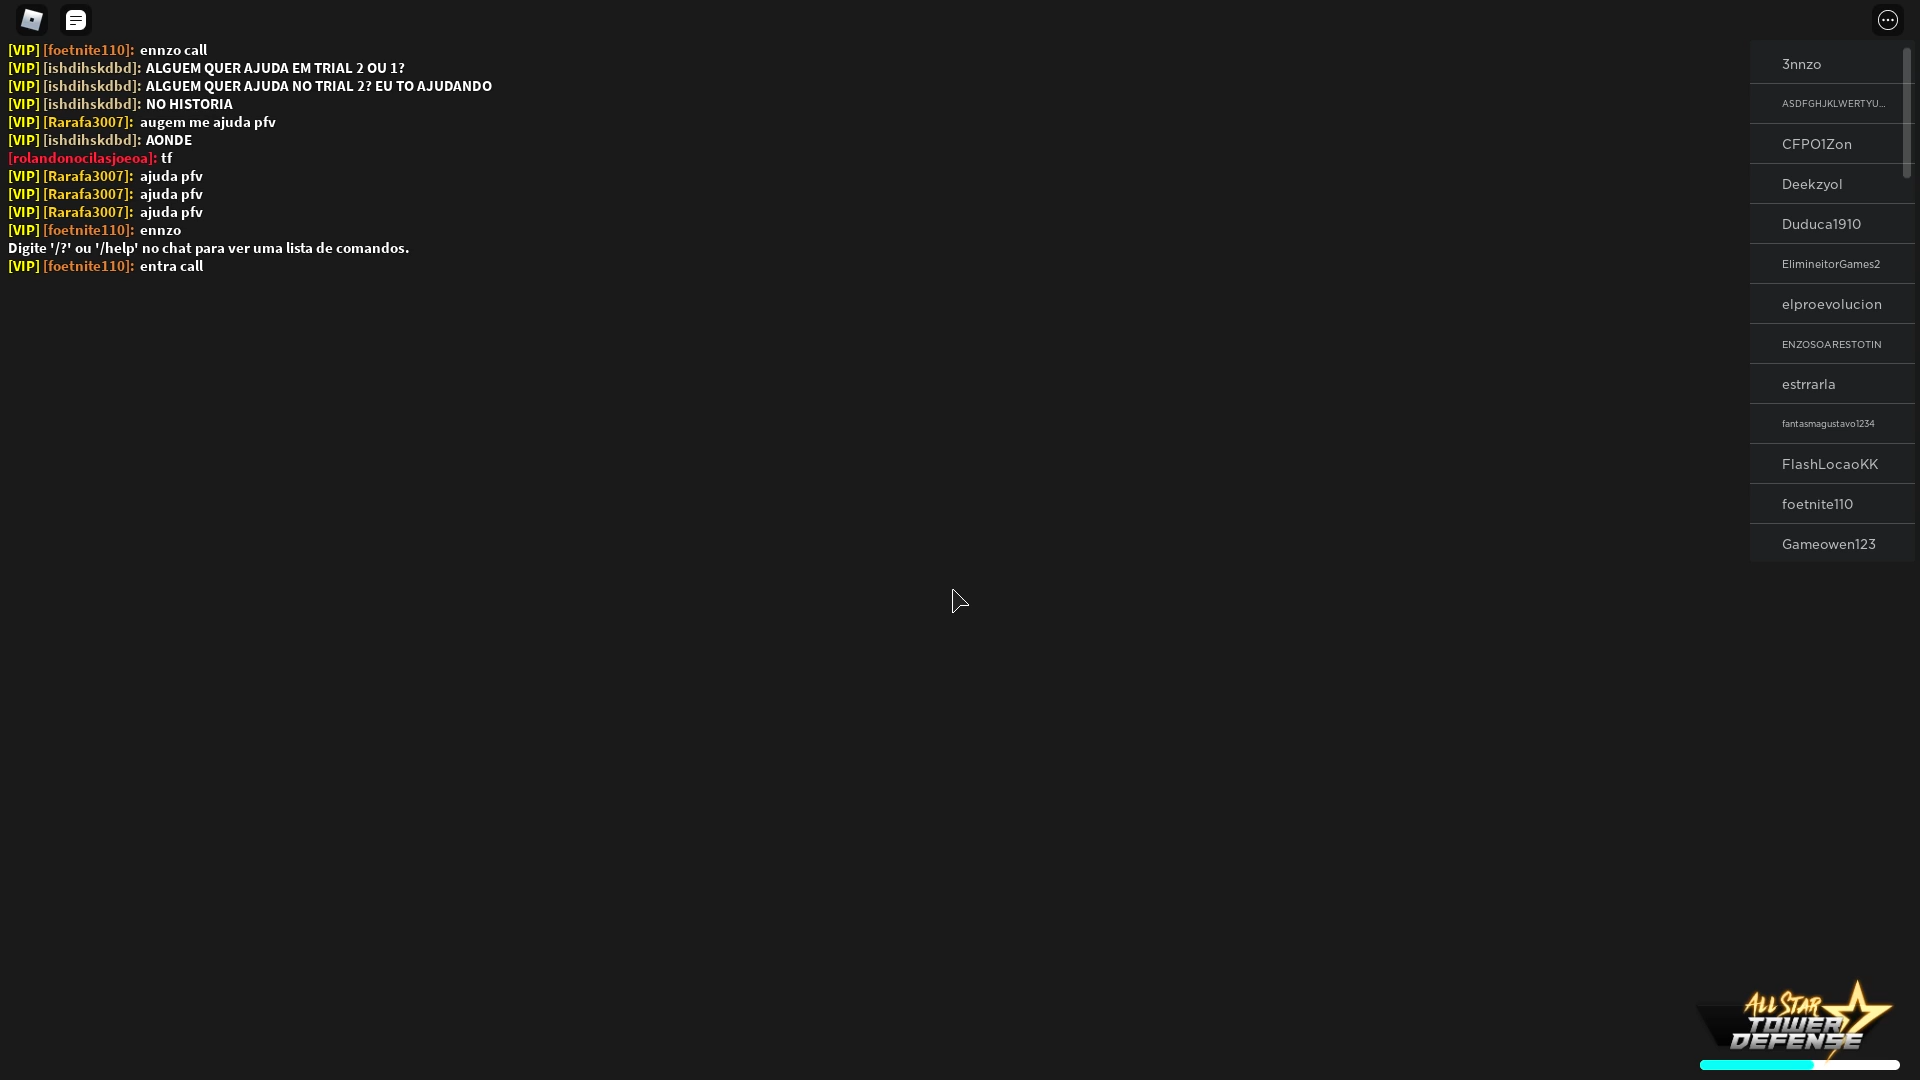 [VIP] [foetnite110]: ennzo call
[VIP] [ishdihskdbd]: ALGUEM QUER AJUDA EM TRIAL 2 OU 1?
[VIP] [ishdihskdbd]: ALGUEM QUER AJUDA NO TRIAL 2? EU TO AJUDANDO
[VIP] [ishdihskdbd]: NO HISTORIA
[VIP] [Rarafa3007]: augem me ajuda pfv
[VIP] [ishdihskdbd]: AONDE
[rolandonocilasjoeoa]: tf
[VIP] [Rarafa3007]: ajuda pfv
[VIP] [Rarafa3007]: ajuda pfv
[VIP] [Rarafa3007]: ajuda pfv
[VIP] [foetnite110]: ennzo
Digite '/?' ou '/help' no chat para ver uma lista de comandos.
[VIP] [foetnite110]: entra call
3nnzo
ASDFGHJKLWERTYU...
CFPO1Zon
Deekzyol
Duduca1910
ElimineitorGames2
elproevolucion
ENZOSOARESTOTIN
estrrarla
fantasmagustavo1234
FlashLocaoKK
foetnite110
Gameowen123
ALL STAR
TOWER
DEFENSE